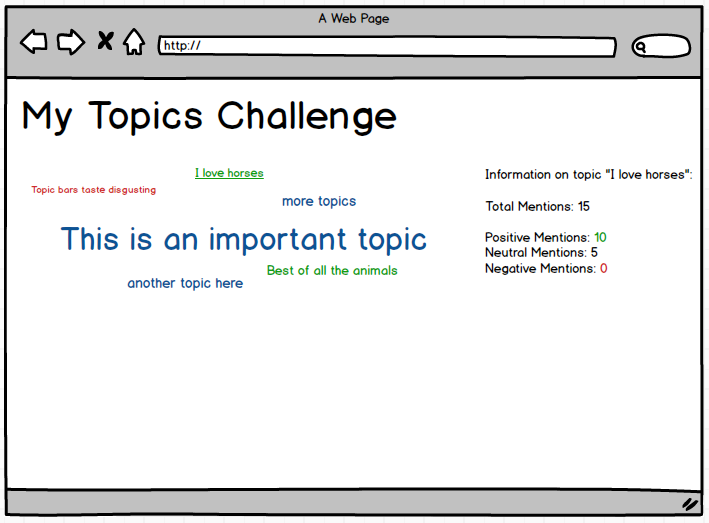 A Web Page
http://
My Topics Challenge
I love horses
Topic bars taste disgusting
more topics
This is an important topic
Best of all the animals
another topic here
Information on topic "I love horses":
Total Mentions: 15
Positive Mentions: 10
Neutral Mentions: 5
Negative Mentions: 0